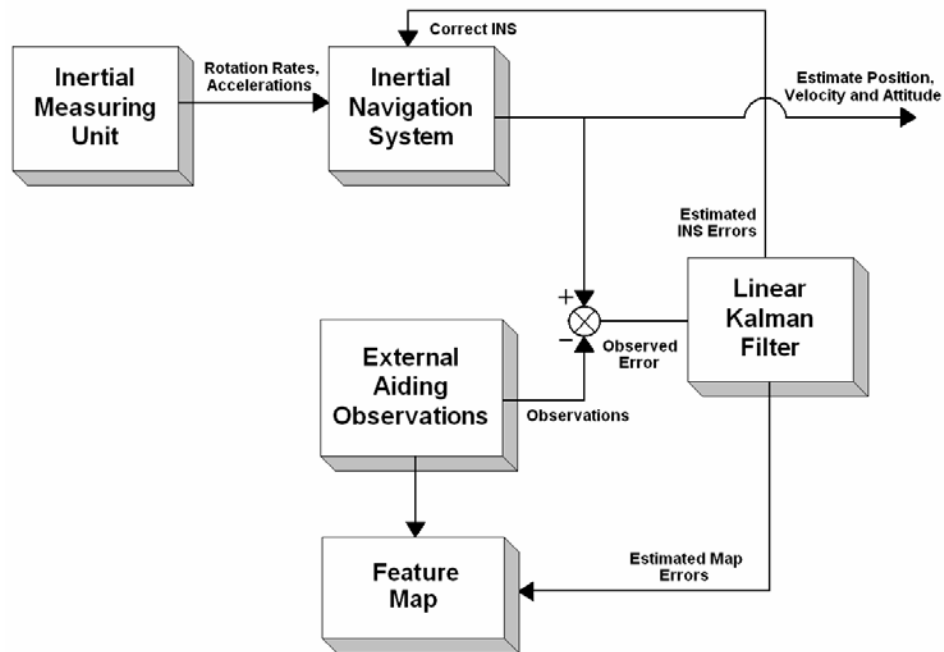 Correct INS
Inertial
Measuring
Unit
Rotation Rates,
Accelerations
Inertial
Navigation
System
Estimate Position,
Velocity and Attitude
Estimated
INS Errors
Linear
Kalman
Filter
+
−
Observed
Error
External
Aiding
Observations
Observations
Feature
Map
Estimated Map
Errors